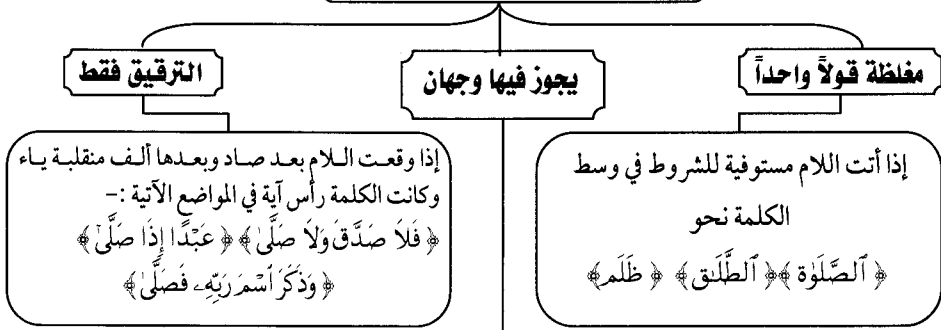 مغلظة قولاً واحداً
يجوز فيها وجهان
الترقيق فقط
إذا أتت اللام مستوفية للشروط في وسط
الكلمة نحو
﴿ ٱلصَّلَوٰة ﴾﴿ ٱلطَّلَـٰق ﴾ ﴿ ظَلَم ﴾
إذا وقعت اللام بعد صاد وبعدها ألف منقلبة ياء
وكانت الكلمة رأس آية في المواضع الآتية :–
﴿ فَلَا صَدَّقَ وَلَا صَلَّىٰ ﴾﴿ عَبْدًا إِذَا صَلَّىٰٓ ﴾
﴿ وَذَكَرَ ٱسْمَ رَبِّهِۦ فَصَلَّىٰ ﴾